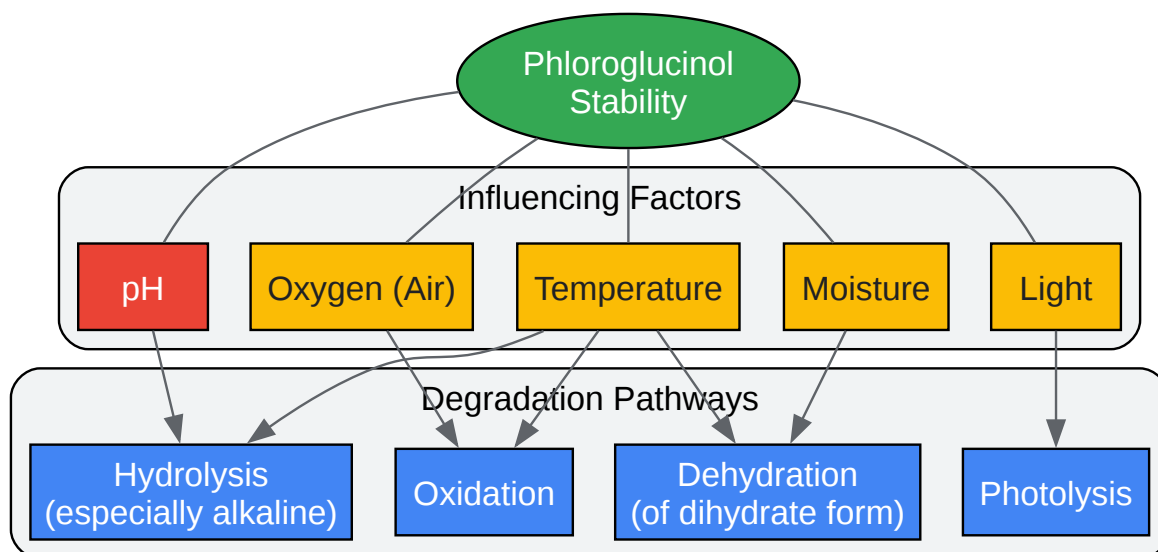 Phloroglucinol
Stability
Influencing Factors
pH
Oxygen (Air)
Temperature
Moisture
Light
Degradation Pathways
Hydrolysis
(especially alkaline)
Oxidation
Dehydration
(of dihydrate form)
Photolysis